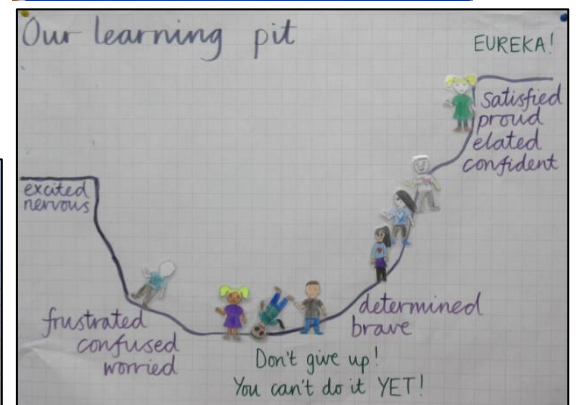 Our learning pit
EUREKA!
excited
nervous
frustrated
confused
worried
Don't give up!
You can't do it YET!
determined
brave
satisfied
proud
elated
confident